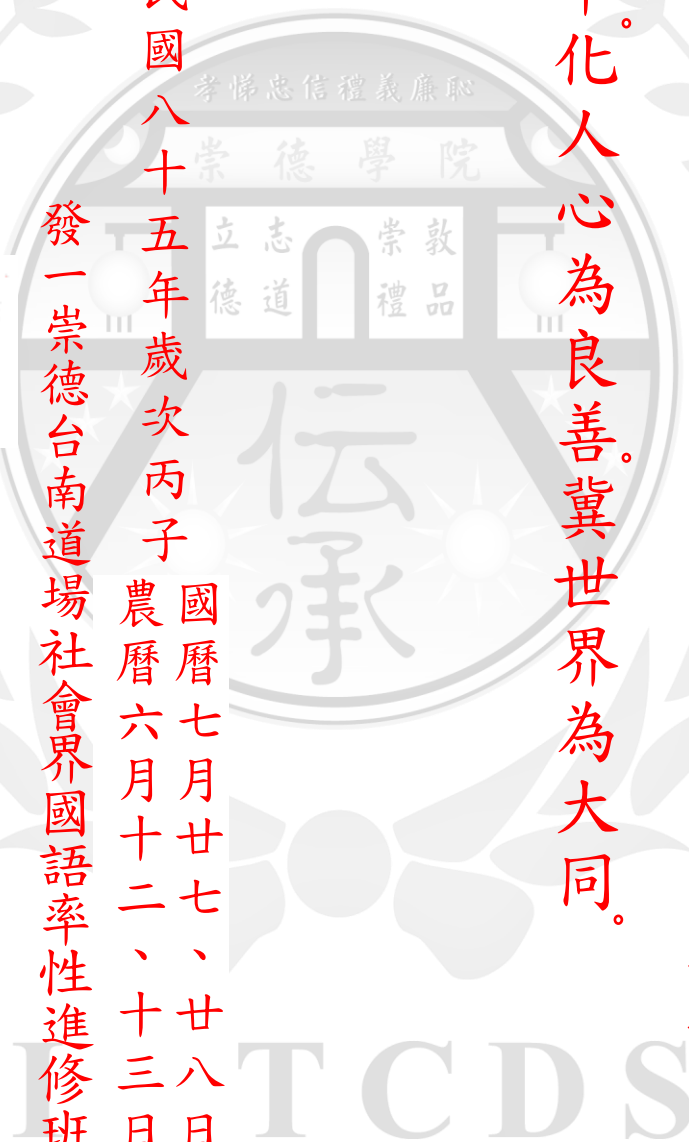 化人心為良善。冀世界為大同。
國八十五年歲次丙子
國曆七月廿七、廿八日
農曆六月十二、十三日
發一崇德台南道場社會界國語率性進修班
孝悌忠信禮義廉恥
崇德學院
立志 崇敦
德道 禮品
伝承
TCDS